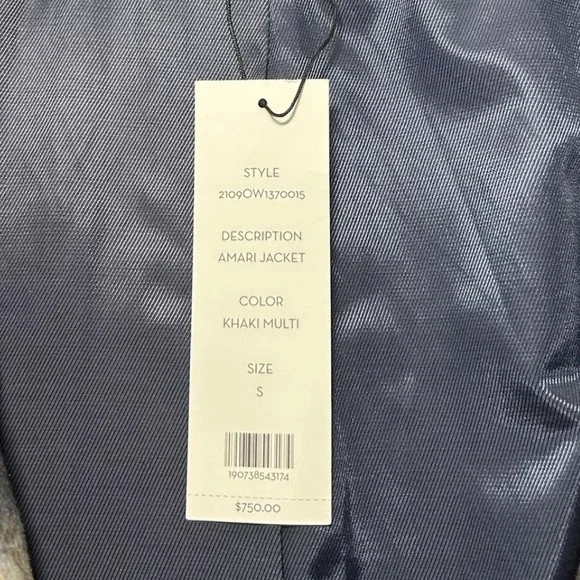 STYLE
2109OW1370015
DESCRIPTION
AMARI JACKET
COLOR
KHAKI MULTI
SIZE
S
190738543174
$750.00